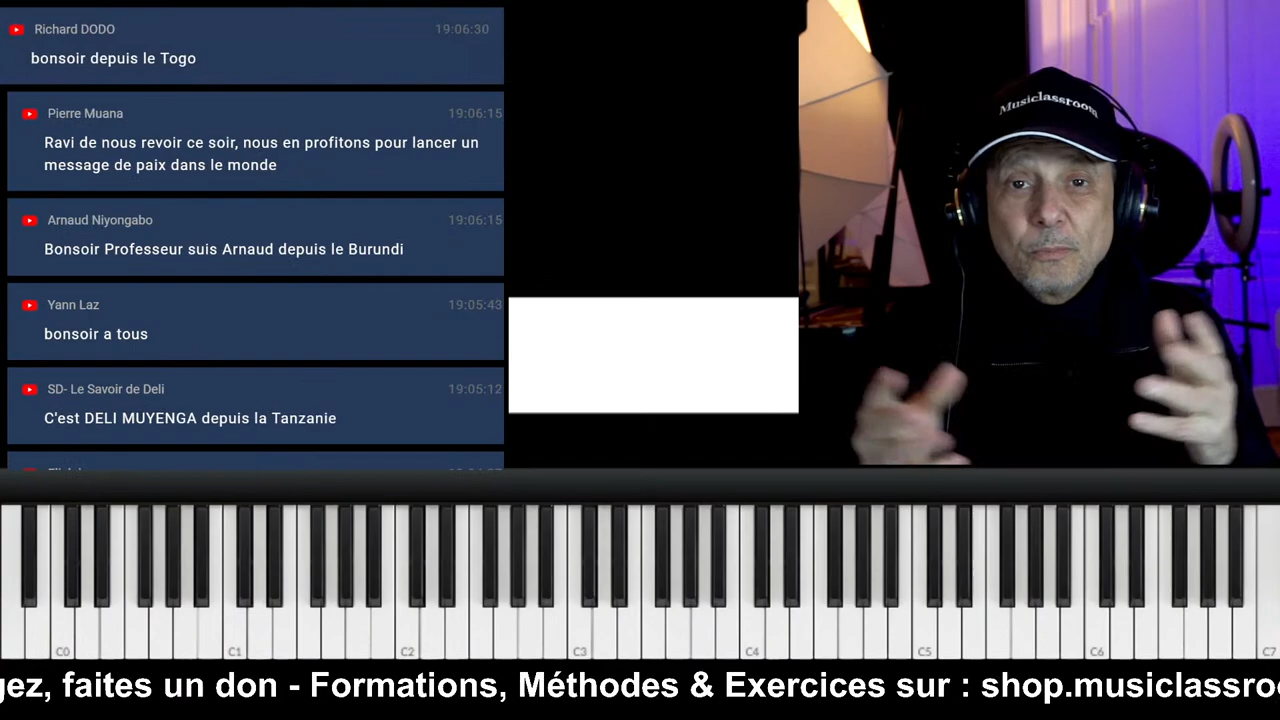 Richard DODO 19:06:30
bonsoir depuis le Togo
Pierre Muana 19:06:15
Ravi de nous revoir ce soir, nous en profitons pour lancer un
message de paix dans le monde
Arnaud Niyongabo 19:06:15
Bonsoir Professeur suis Arnaud depuis le Burundi
Yann Laz 19:05:43
bonsoir a tous
SD- Le Savoir de Deli 19:05:12
C'est DELI MUYENGA depuis la Tanzanie
Musiclassroom
C0 C1 C2 C3 C4 C5 C6 C7
gez, faites un don - Formations, Méthodes & Exercices sur : shop.musiclassro